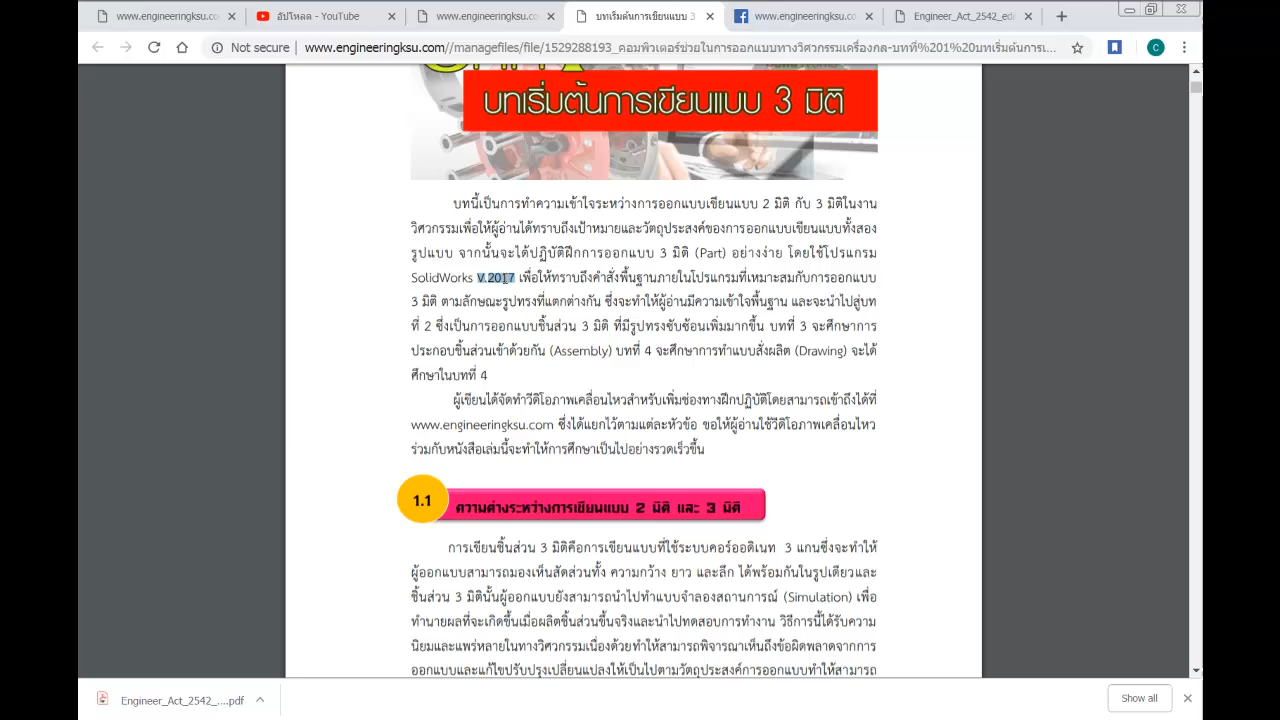 www.engineeringksu.com/
อัปโหลด - YouTube
www.engineeringksu.com/
บทเริ่มต้นการเขียนแบบ 3
www.engineeringksu.com/
Engineer_Act_2542_edi
Not secure
www.engineeringksu.com//managefiles/file/1529288193_คอมพิวเตอร์ช่วยในการออกแบบทางวิศวกรรมเครื่องกล-บทที่%201%20บทเริ่มต้นการเ...
C
บทเริ่มต้นการเขียนแบบ 3 มิติ
บทนี้เป็นการทำความเข้าใจระหว่างการออกแบบเขียนแบบ 2 มิติ กับ 3 มิติในงาน
วิศวกรรมเพื่อให้ผู้อ่านได้ทราบถึงเป้าหมายและวัตถุประสงค์ของการออกแบบเขียนแบบทั้งสอง
รูปแบบ จากนั้นจะได้ปฏิบัติฝึกการออกแบบ 3 มิติ (Part) อย่างง่าย โดยใช้โปรแกรม
SolidWorks V.2017 เพื่อให้ทราบถึงคำสั่งพื้นฐานภายในโปรแกรมที่เหมาะสมกับการออกแบบ
3 มิติ ตามลักษณะรูปทรงที่แตกต่างกัน ซึ่งจะทำให้ผู้อ่านมีความเข้าใจพื้นฐาน และจะนำไปสู่บท
ที่ 2 ซึ่งเป็นการออกแบบชิ้นส่วน 3 มิติ ที่มีรูปทรงซับซ้อนเพิ่มมากขึ้น บทที่ 3 จะศึกษาการ
ประกอบชิ้นส่วนเข้าด้วยกัน (Assembly) บทที่ 4 จะศึกษาการทำแบบสั่งผลิต (Drawing) จะได้
ศึกษาในบทที่ 4
ผู้เขียนได้จัดทำวีดิโอภาพเคลื่อนไหวสำหรับเพิ่มช่องทางฝึกปฏิบัติโดยสามารถเข้าถึงได้ที่
www.engineeringksu.com ซึ่งได้แยกไว้ตามแต่ละหัวข้อ ขอให้ผู้อ่านใช้วีดิโอภาพเคลื่อนไหว
ร่วมกับหนังสือเล่มนี้จะทำให้การศึกษาเป็นไปอย่างรวดเร็วขึ้น
1.1 ความต่างระหว่างการเขียนแบบ 2 มิติ และ 3 มิติ
การเขียนชิ้นส่วน 3 มิติคือการเขียนแบบที่ใช้ระบบคอร์ออดิเนท 3 แกนซึ่งจะทำให้
ผู้ออกแบบสามารถมองเห็นสัดส่วนทั้ง ความกว้าง ยาว และลึก ได้พร้อมกันในรูปเดียวและ
ชิ้นส่วน 3 มิตินั้นผู้ออกแบบยังสามารถนำไปทำแบบจำลองสถานการณ์ (Simulation) เพื่อ
ทำนายผลที่จะเกิดขึ้นเมื่อผลิตชิ้นส่วนขึ้นจริงและนำไปทดสอบการทำงาน วิธีการนี้ได้รับความ
นิยมและแพร่หลายในทางวิศวกรรมเนื่องด้วยทำให้สามารถพิจารณาเห็นถึงข้อผิดพลาดจากการ
ออกแบบและแก้ไขปรับปรุงเปลี่ยนแปลงให้เป็นไปตามวัตถุประสงค์การออกแบบทำให้สามารถ
Engineer_Act_2542_....pdf
Show all